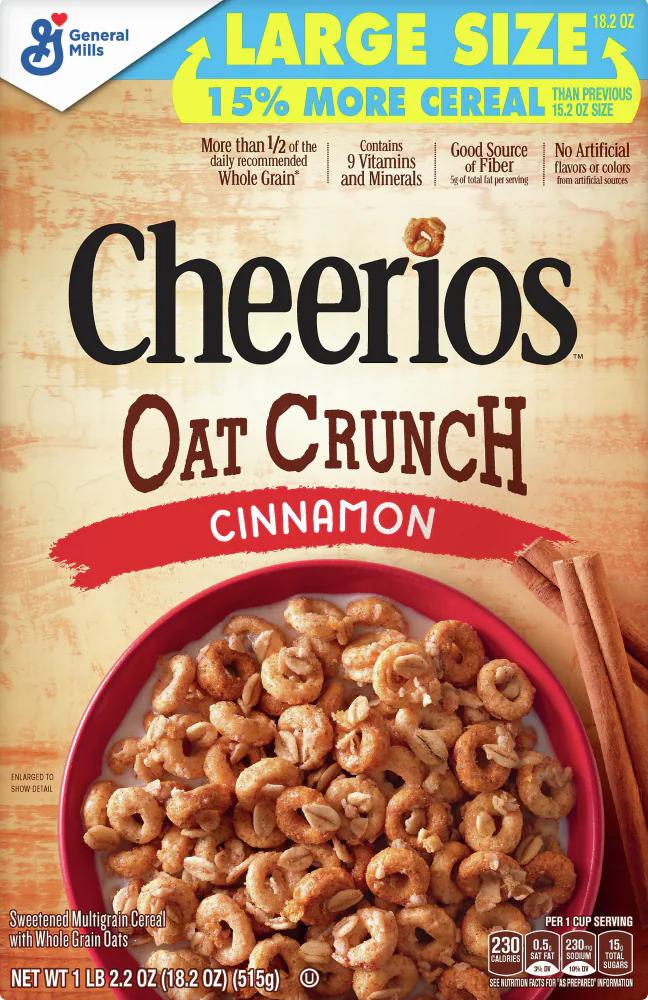 General
Mills
LARGE SIZE
18.2 OZ
15% MORE CEREAL
THAN PREVIOUS
15.2 OZ SIZE
More than 1/2 of the
daily recommended
Whole Grain*
Contains
9 Vitamins
and Minerals
Good Source
of Fiber
5g of total fat per serving
No Artificial
flavors or colors
from artificial sources
Cheerios™
OAT CRUNCH
CINNAMON
ENLARGED TO
SHOW DETAIL
Sweetened Multigrain Cereal
with Whole Grain Oats
NET WT 1 LB 2.2 OZ (18.2 OZ) (515g)
U
PER 1 CUP SERVING
230
CALORIES
0.5g
SAT FAT
3% DV
230mg
SODIUM
10% DV
15g
TOTAL
SUGARS
SEE NUTRITION FACTS FOR "AS PREPARED" INFORMATION